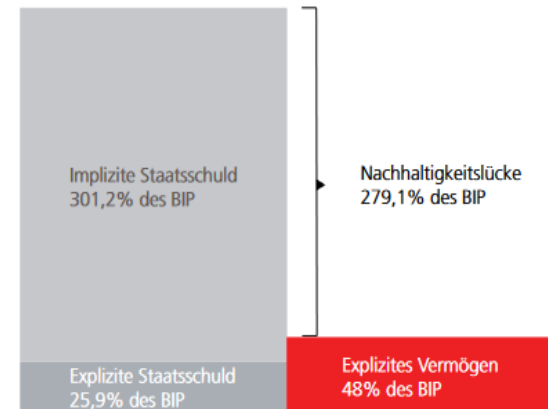 Implizite Staatsschuld
301,2% des BIP
Nachhaltigkeitslücke
279,1% des BIP
Explizite Staatsschuld
25,9% des BIP
Explizites Vermögen
48% des BIP